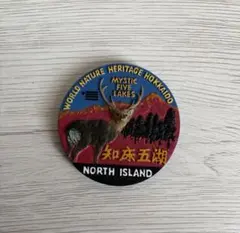 WORLD NATURE HERITAGE HOKKAIDO
MYSTIC
FIVE
LAKES
知床五湖
NORTH ISLAND